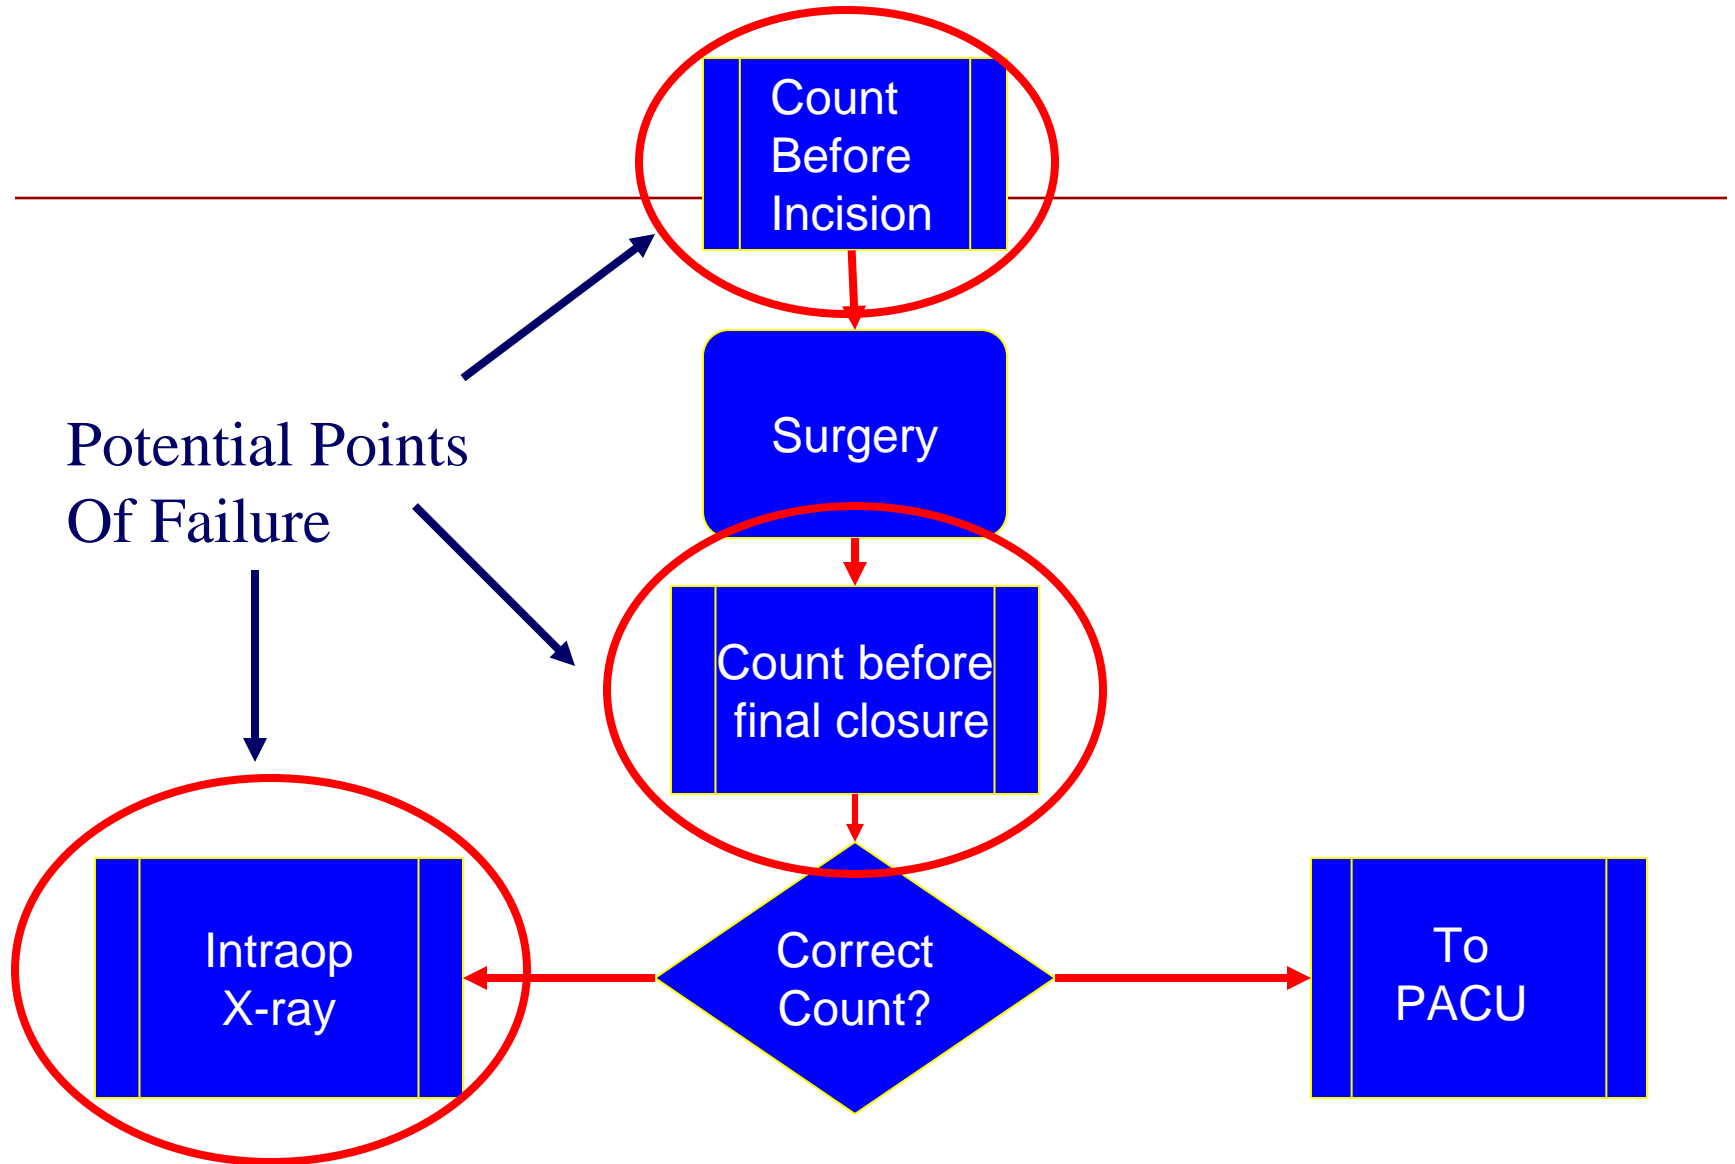 Count
Before
Incision
Surgery
Potential Points
Of Failure
Count before
final closure
Intraop
X-ray
Correct
Count?
To
PACU